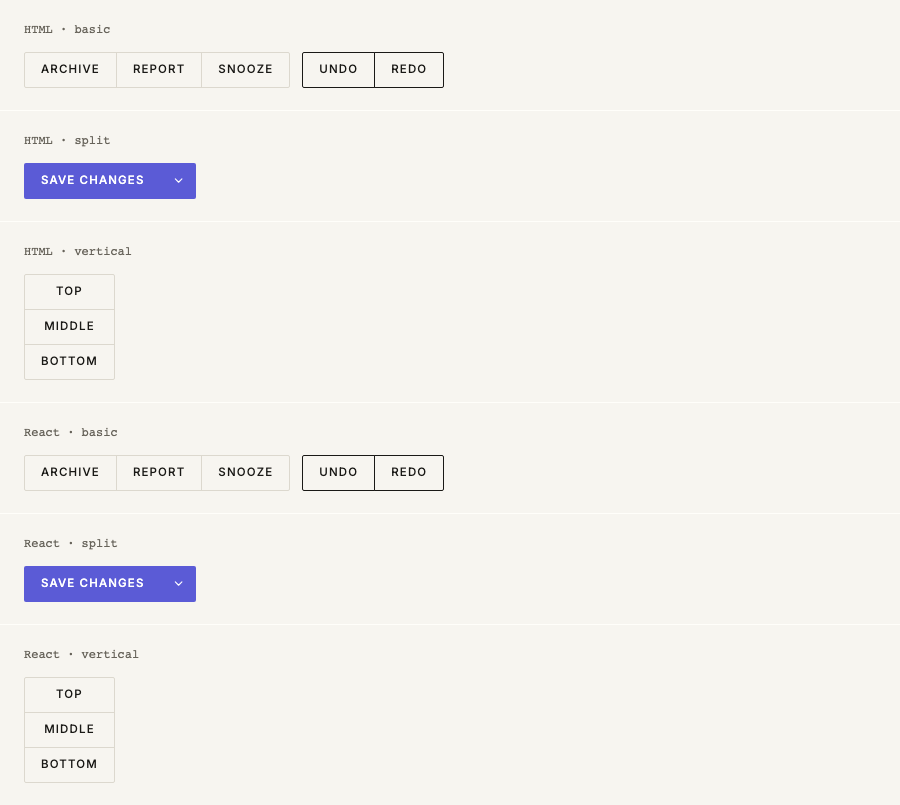 HTML · basic
ARCHIVE REPORT SNOOZE UNDO REDO
HTML · split
SAVE CHANGES
HTML · vertical
TOP
MIDDLE
BOTTOM
React · basic
ARCHIVE REPORT SNOOZE UNDO REDO
React · split
SAVE CHANGES
React · vertical
TOP
MIDDLE
BOTTOM